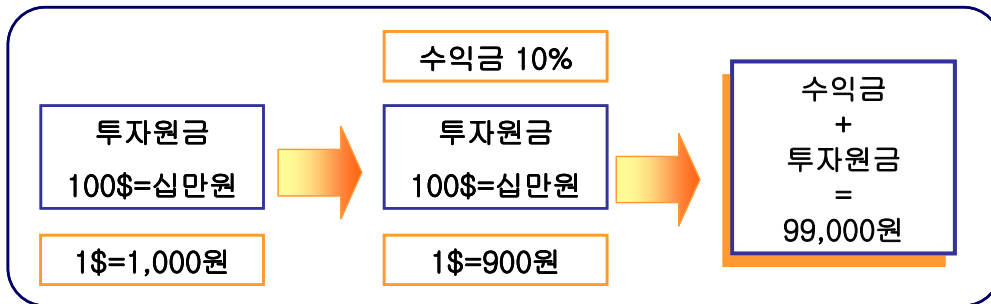 투자원금
100$=십만원
1$=1,000원
수익금 10%
투자원금
100$=십만원
1$=900원
수익금
+
투자원금
=
99,000원